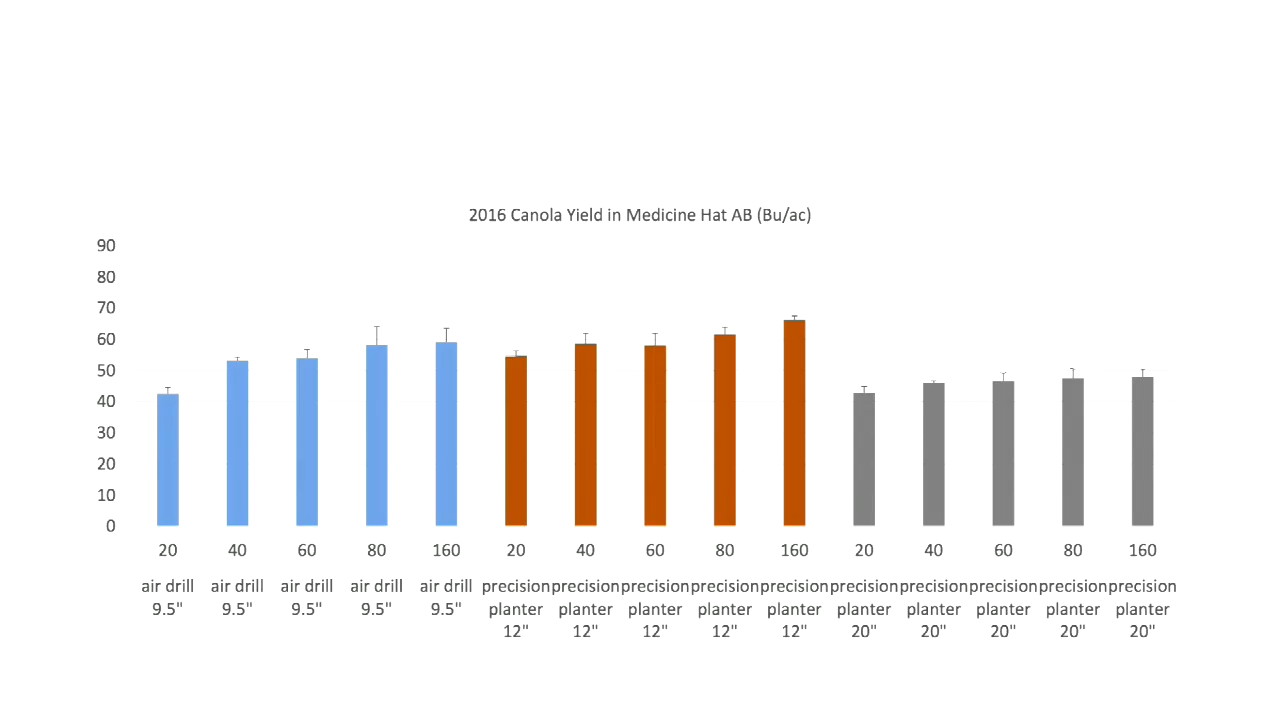 2016 Canola Yield in Medicine Hat AB (Bu/ac)
90
80
70
60
50
40
30
20
10
0
20 40 60 80 160 20 40 60 80 160 20 40 60 80 160
air drill air drill air drill air drill air drill precision precision precision precision precision precision precision precision precision precision
9.5" 9.5" 9.5" 9.5" 9.5" planter planter planter planter planter planter planter planter planter planter
12" 12" 12" 12" 12" 20" 20" 20" 20" 20"